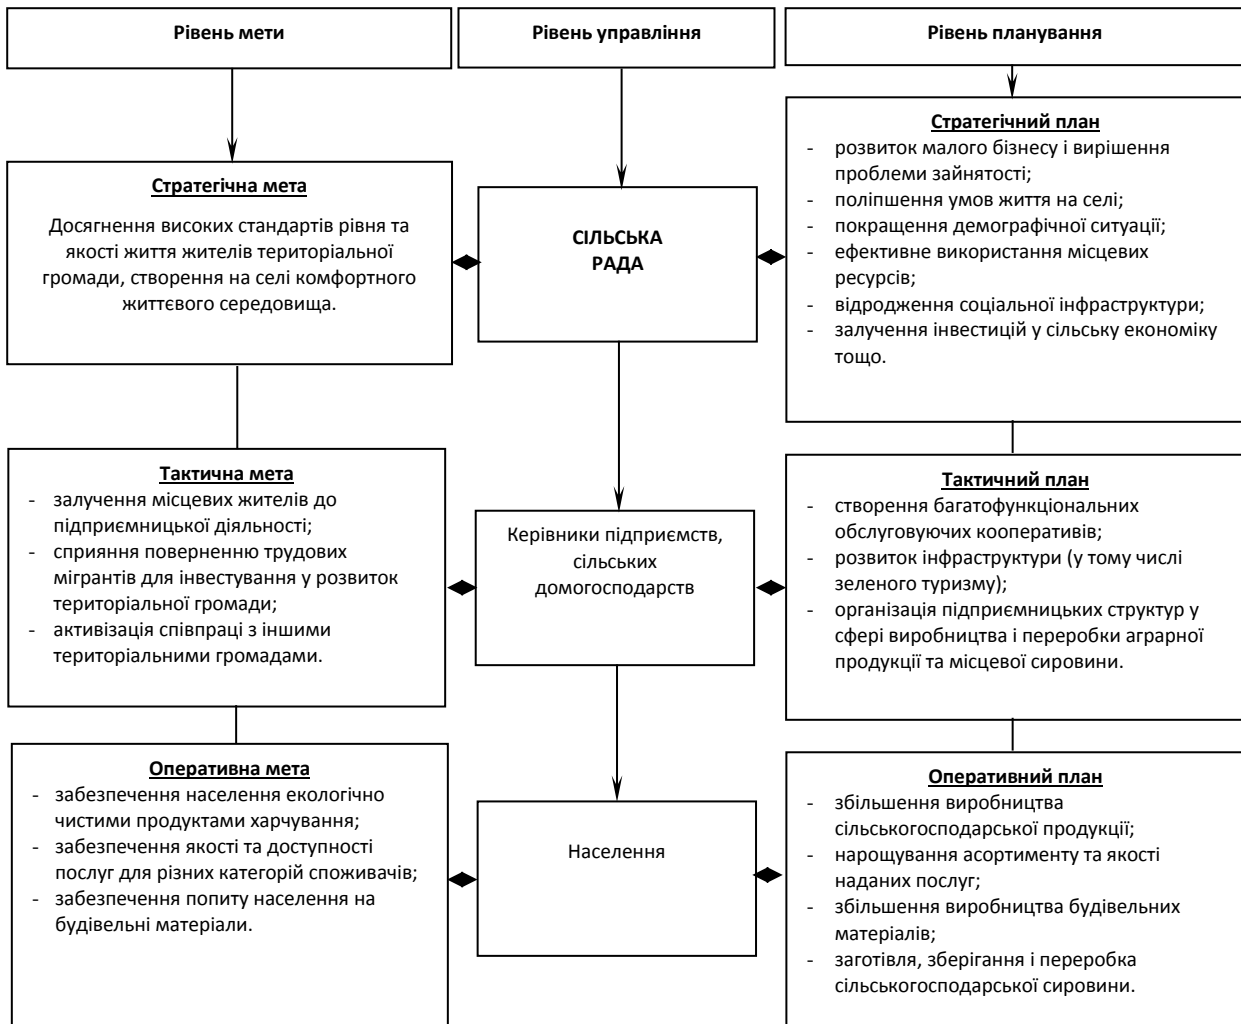 Рівень мети
Рівень управління
Рівень планування
Стратегічна мета
Досягнення високих стандартів рівня та
якості життя жителів територіальної
громади, створення на селі комфортного
життєвого середовища.
СІЛЬСЬКА
РАДА
Стратегічний план
- розвиток малого бізнесу і вирішення
проблеми зайнятості;
- поліпшення умов життя на селі;
- покращення демографічної ситуації;
- ефективне використання місцевих
ресурсів;
- відродження соціальної інфраструктури;
- залучення інвестицій у сільську економіку
тощо.
Тактична мета
- залучення місцевих жителів до
підприємницької діяльності;
- сприяння поверненню трудових
мігрантів для інвестування у розвиток
територіальної громади;
- активізація співпраці з іншими
територіальними громадами.
Керівники підприємств,
сільських
домогосподарств
Тактичний план
- створення багатофункціональних
обслуговуючих кооперативів;
- розвиток інфраструктури (у тому числі
зеленого туризму);
- організація підприємницьких структур у
сфері виробництва і переробки аграрної
продукції та місцевої сировини.
Оперативна мета
- забезпечення населення екологічно
чистими продуктами харчування;
- забезпечення якості та доступності
послуг для різних категорій споживачів;
- забезпечення попиту населення на
будівельні матеріали.
Населення
Оперативний план
- збільшення виробництва
сільськогосподарської продукції;
- нарощування асортименту та якості
наданих послуг;
- збільшення виробництва будівельних
матеріалів;
- заготівля, зберігання і переробка
сільськогосподарської сировини.